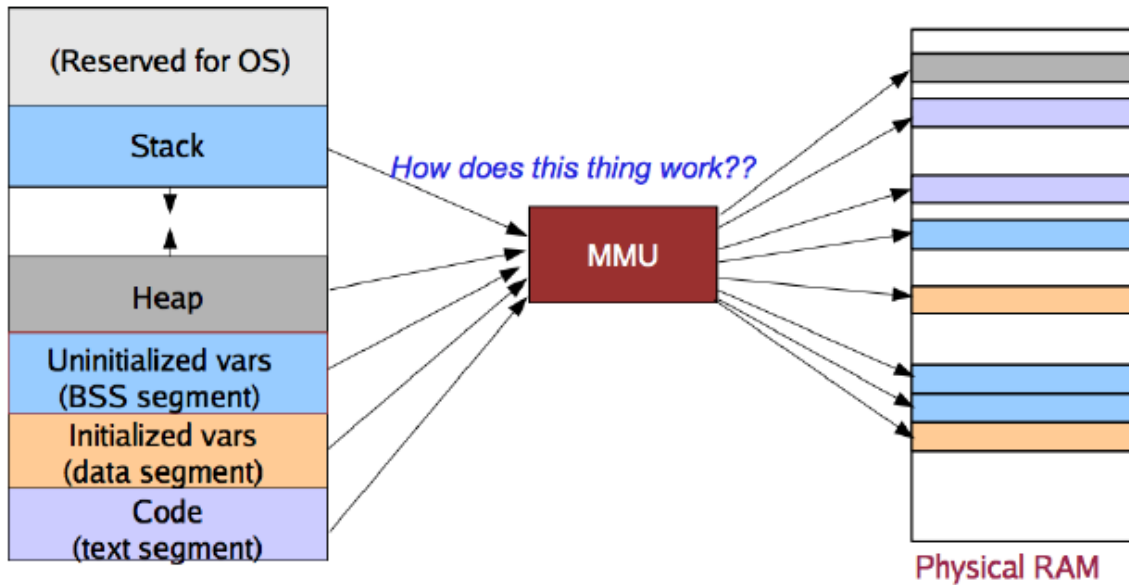 (Reserved for OS)
Stack
How does this thing work??
MMU
Heap
Uninitialized vars
(BSS segment)
Initialized vars
(data segment)
Code
(text segment)
Physical RAM